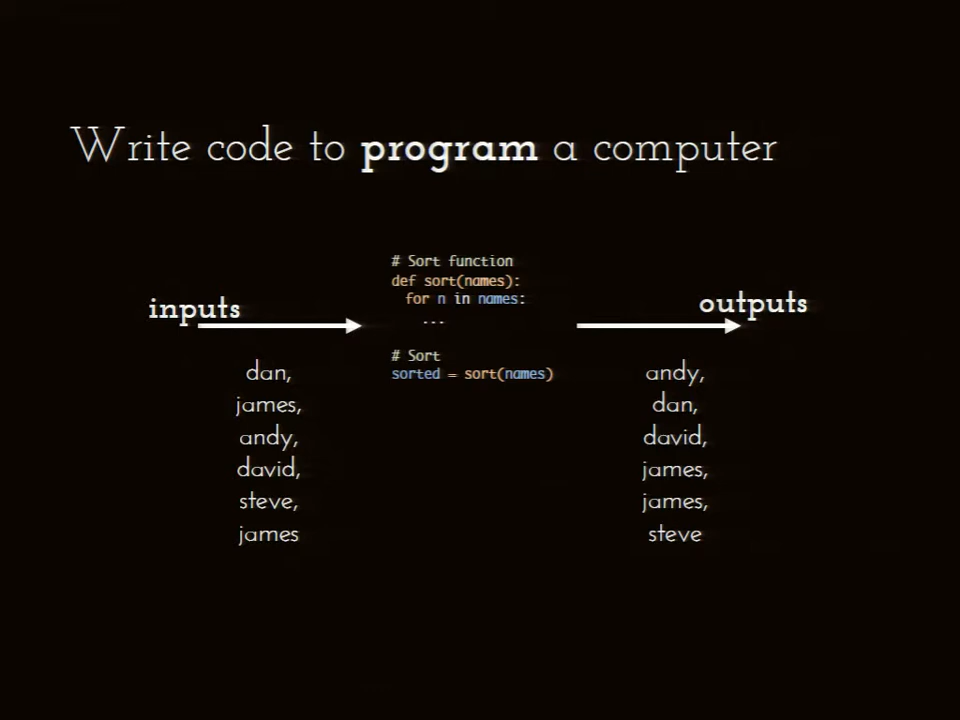 Write code to program a computer
inputs
dan,
james,
andy,
david,
steve,
james
# Sort function
def sort(names):
for n in names:
...
# Sort
sorted = sort(names)
outputs
andy,
dan,
david,
james,
james,
steve